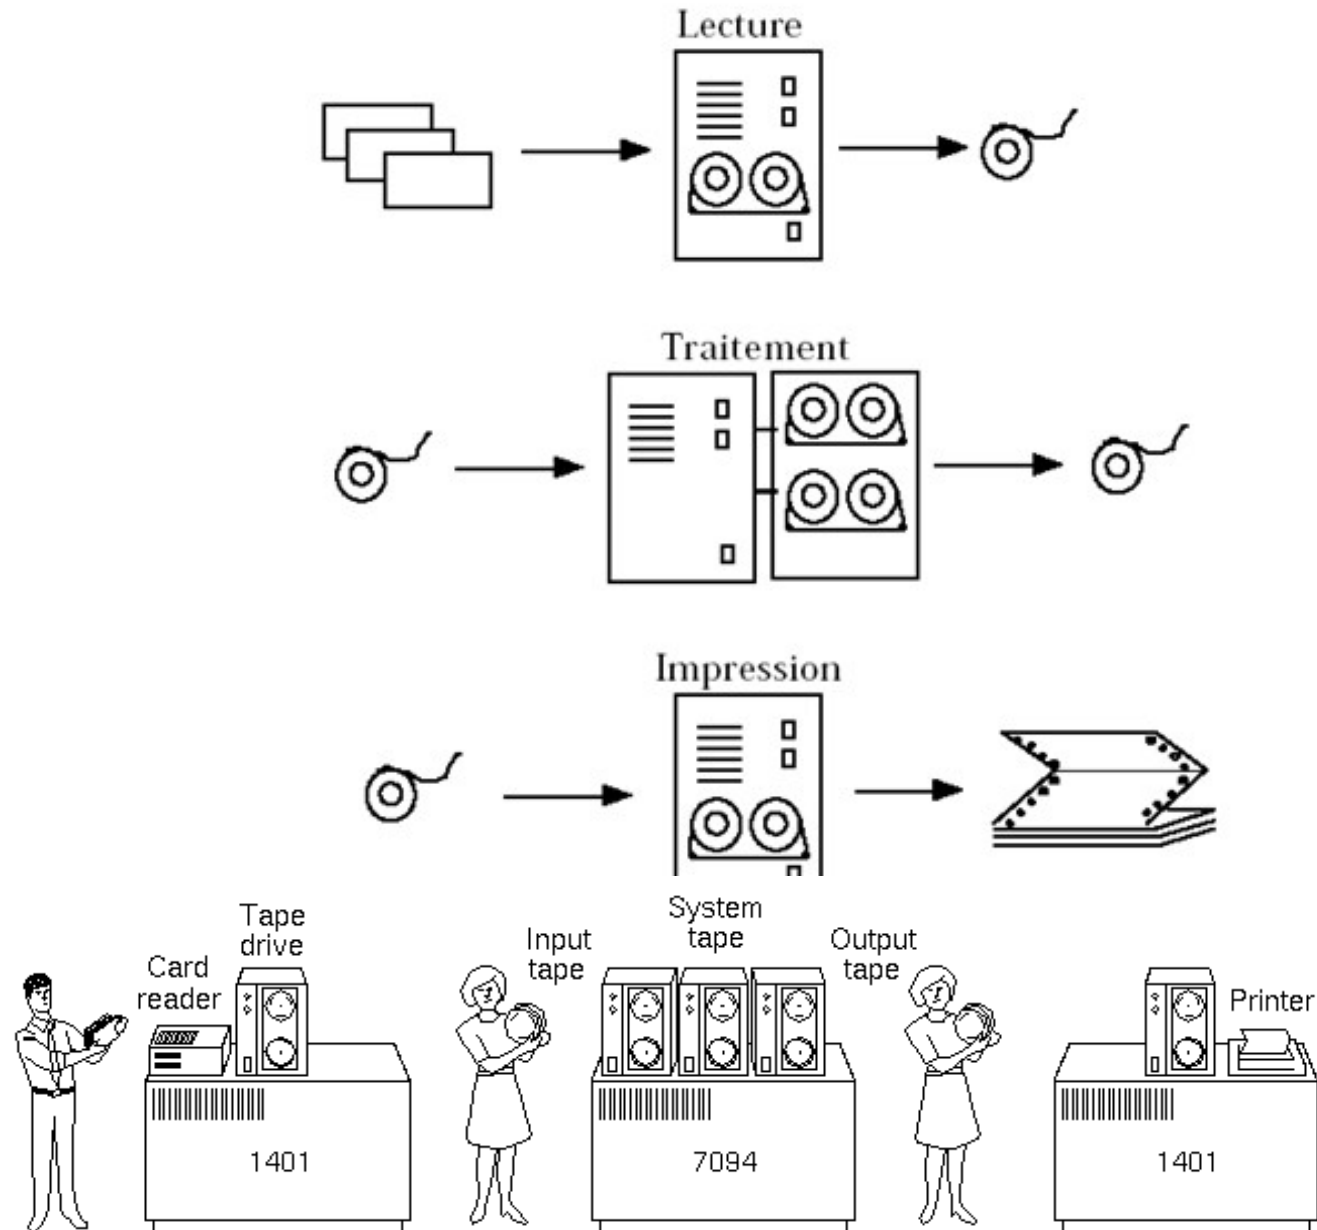 Lecture
Traitement
Impression
Tape
drive
Card
reader
Input
tape
System
tape
Output
tape
Printer
1401
7094
1401